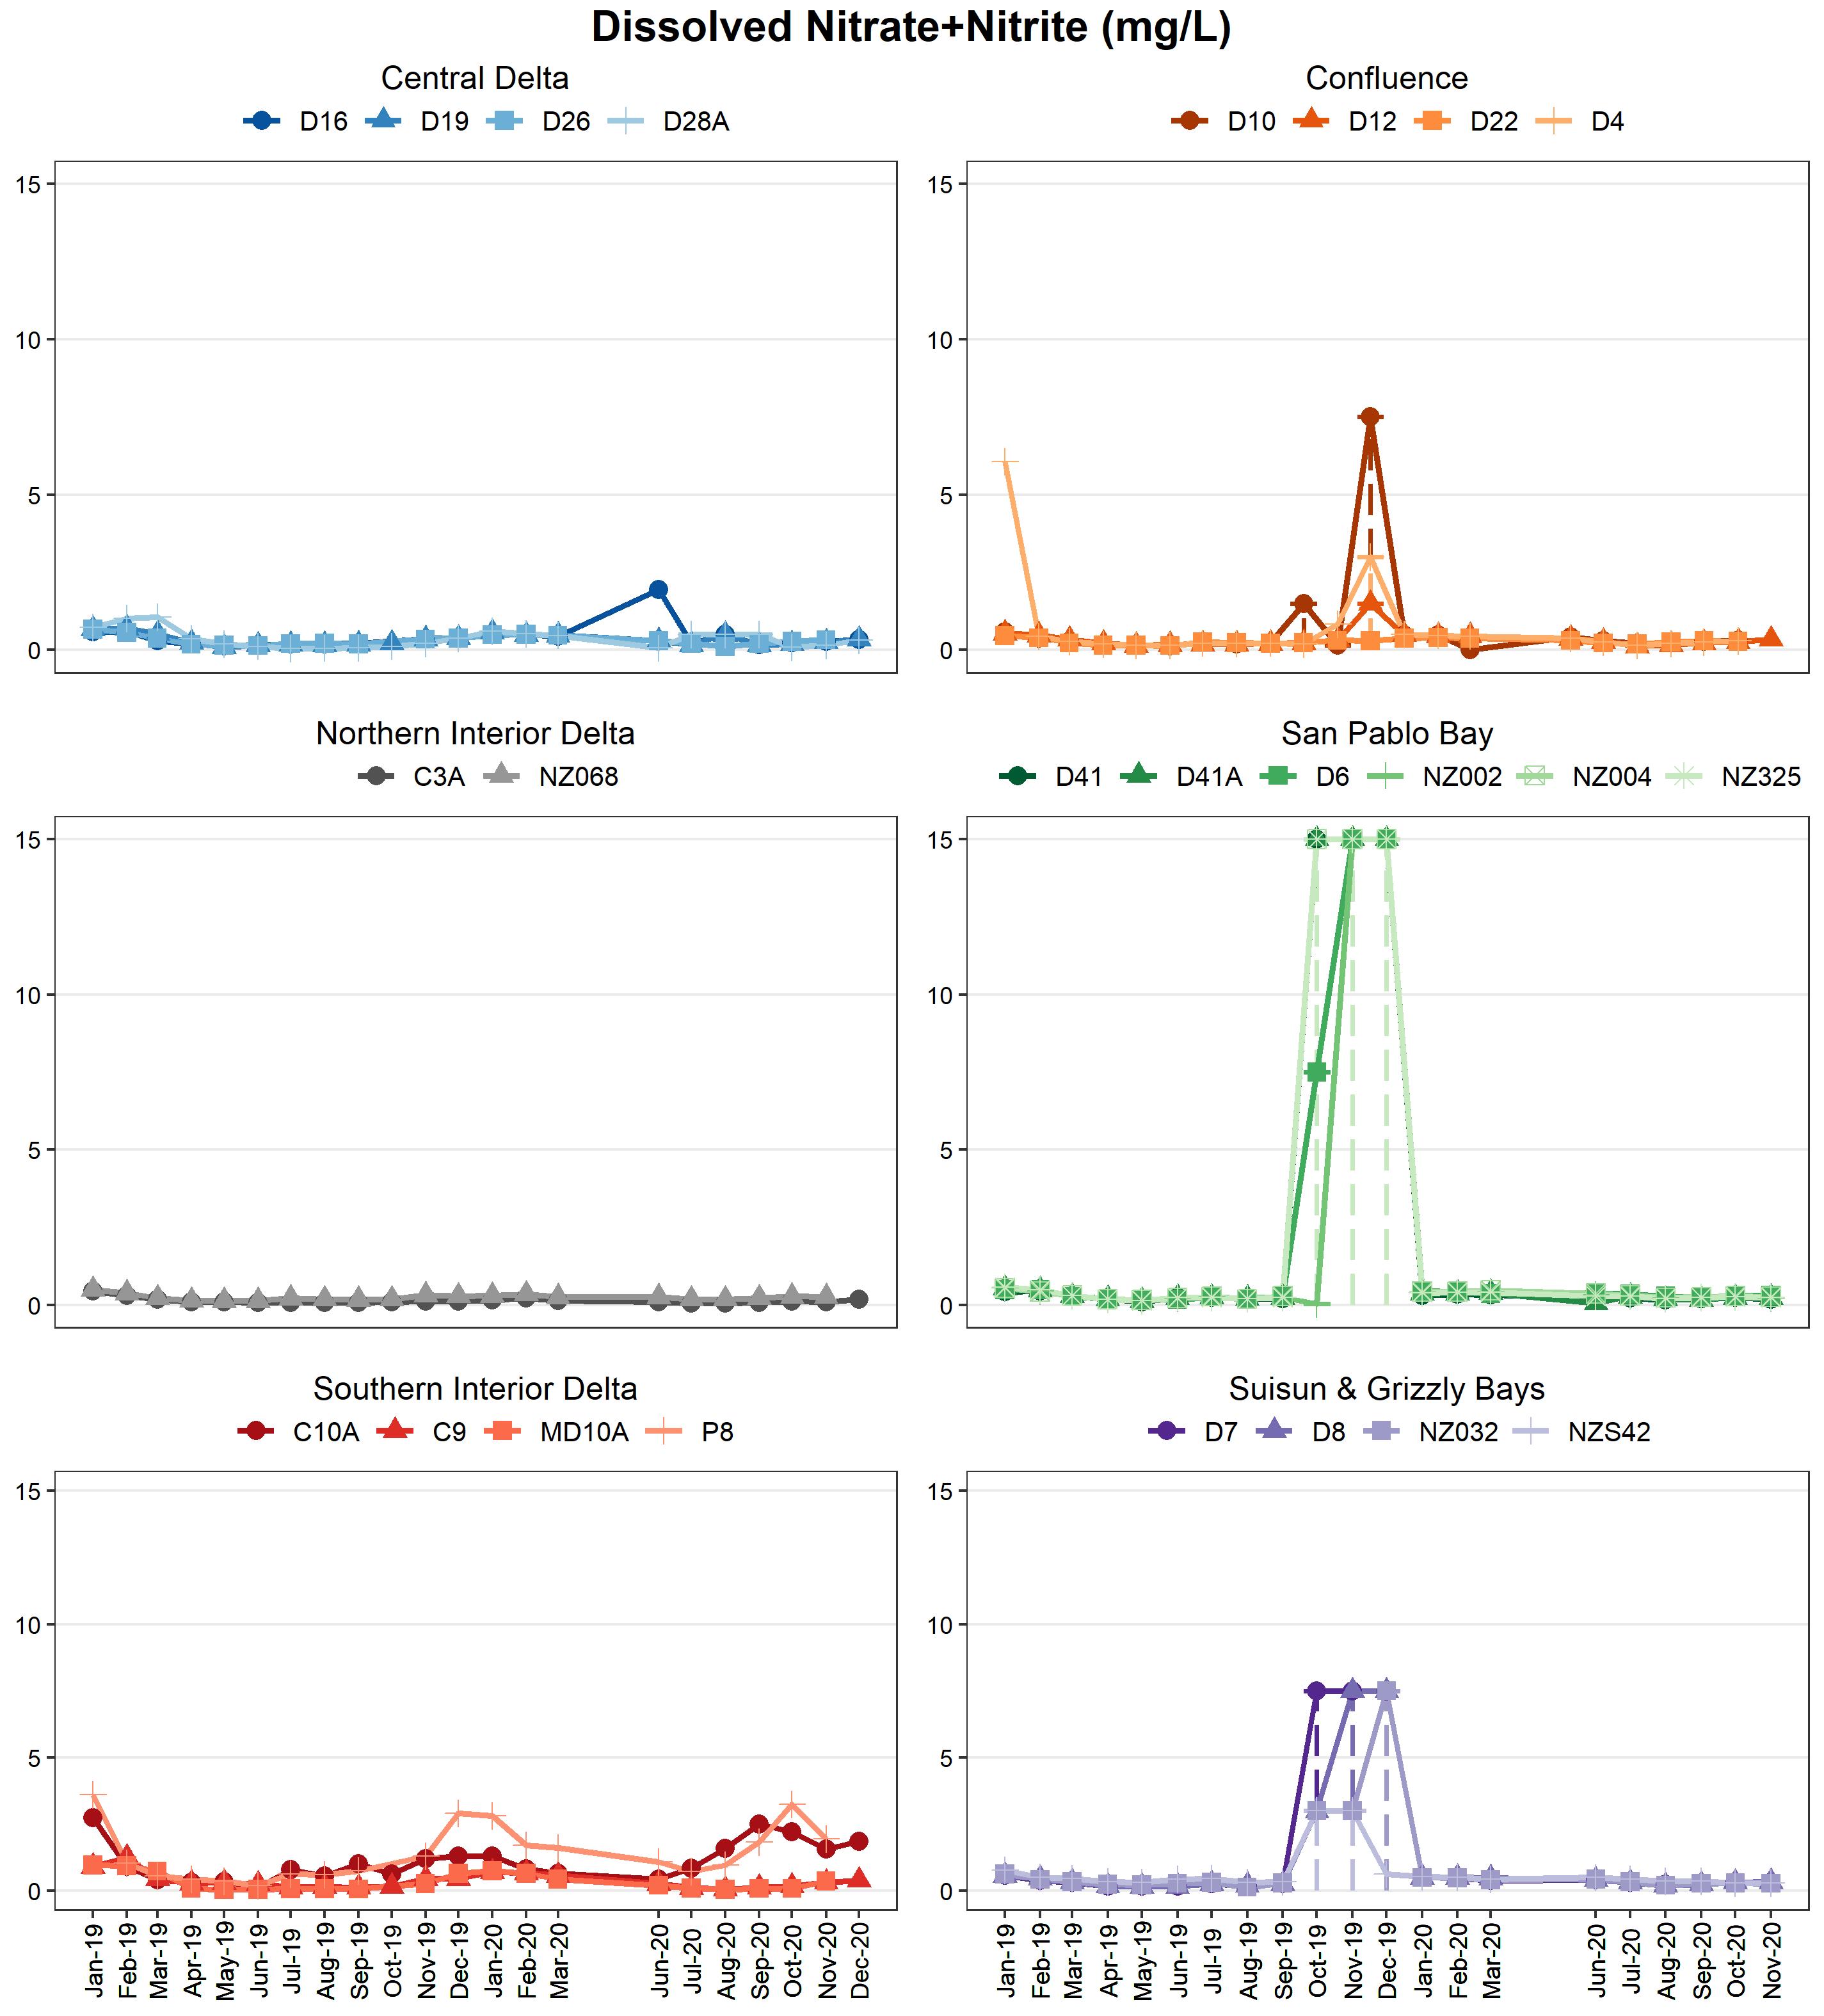 Dissolved Nitrate+Nitrite (mg/L)
Central Delta
D16 D19 D26 D28A
15
10
5
0
Confluence
D10 D12 D22 D4
15
10
5
0
Northern Interior Delta
C3A NZ068
15
10
5
0
San Pablo Bay
D41 D41A D6 NZ002 NZ004 NZ325
15
10
5
0
Southern Interior Delta
C10A C9 MD10A P8
15
10
5
0
Jan-19 Feb-19 Mar-19 Apr-19 May-19 Jun-19 Jul-19 Aug-19 Sep-19 Oct-19 Nov-19 Dec-19 Jan-20 Feb-20 Mar-20 Jun-20 Jul-20 Aug-20 Sep-20 Oct-20 Nov-20 Dec-20
Suisun & Grizzly Bays
D7 D8 NZ032 NZS42
15
10
5
0
Jan-19 Feb-19 Mar-19 Apr-19 May-19 Jun-19 Jul-19 Aug-19 Sep-19 Oct-19 Nov-19 Dec-19 Jan-20 Feb-20 Mar-20 Jun-20 Jul-20 Aug-20 Sep-20 Oct-20 Nov-20